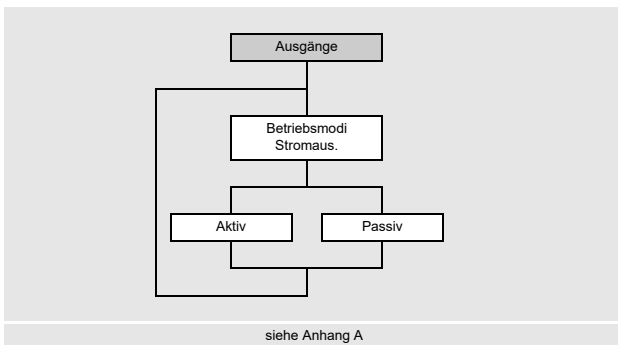 Ausgänge
Betriebsmodi
Stromaus.
Aktiv
Passiv
siehe Anhang A